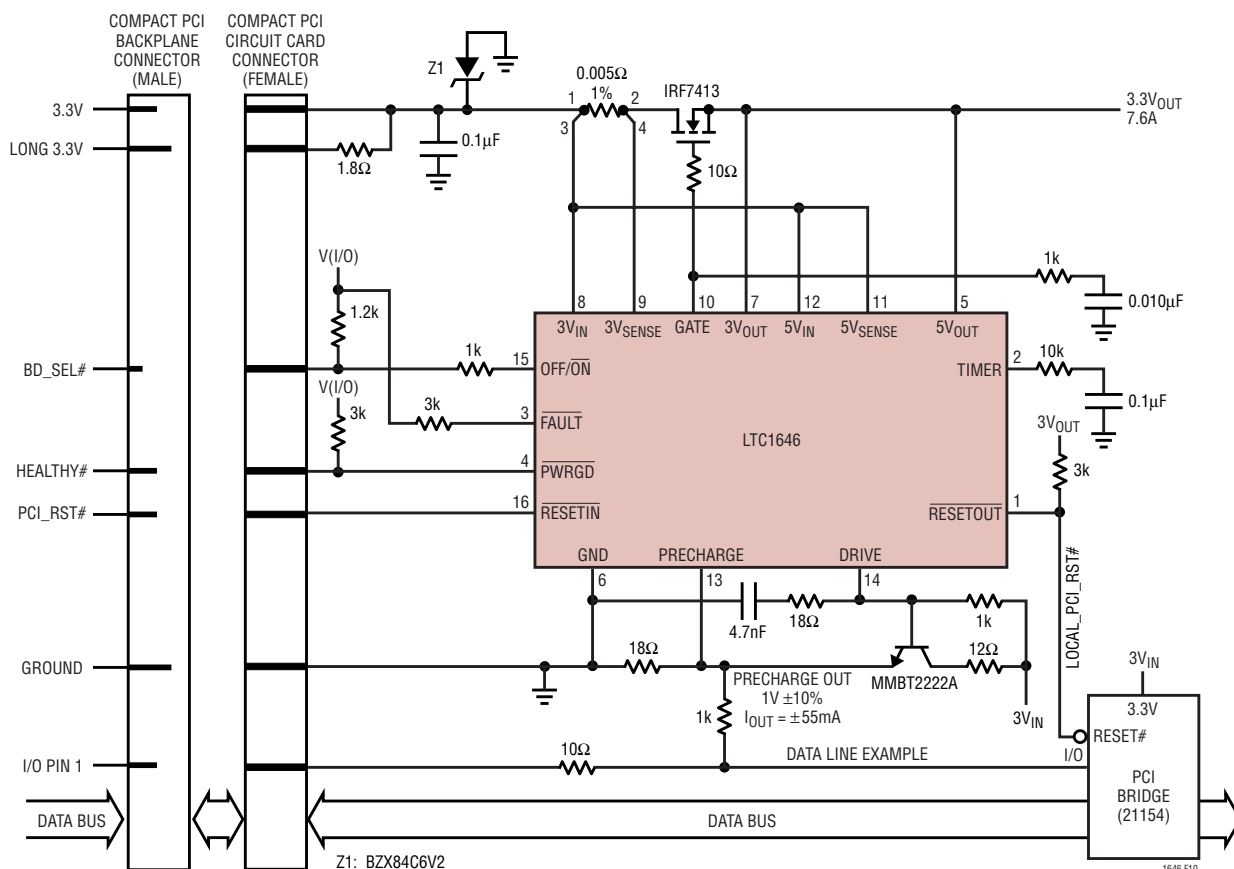 COMPACT PCI
BACKPLANE
CONNECTOR
(MALE)
COMPACT PCI
CIRCUIT CARD
CONNECTOR
(FEMALE)
Z1
0.005Ω
1%
IRF7413
3.3V
1
2
3
4
3.3VOUT
7.6A
LONG 3.3V
1.8Ω
0.1µF
10Ω
V(I/O)
1.2k
1k
0.010µF
8
9
10
7
12
11
5
3VIN
3VSENSE
GATE
3VOUT
5VIN
5VSENSE
5VOUT
BD_SEL#
1k
15
OFF/ON
TIMER
2
10k
0.1µF
V(I/O)
3k
3k
3
FAULT
LTC1646
3VOUT
3k
HEALTHY#
4
PWRGD
PCI_RST#
16
RESETIN
RESETOUT
1
GND
PRECHARGE
DRIVE
6
13
14
LOCAL_PCI_RST#
4.7nF
18Ω
1k
GROUND
18Ω
12Ω
MMBT2222A
PRECHARGE OUT
1V ±10%
IOUT = ±55mA
3VIN
3VIN
3.3V
1k
RESET#
I/O
I/O PIN 1
10Ω
DATA LINE EXAMPLE
PCI
BRIDGE
(21154)
DATA BUS
DATA BUS
Z1: BZX84C6V2
1646 F10